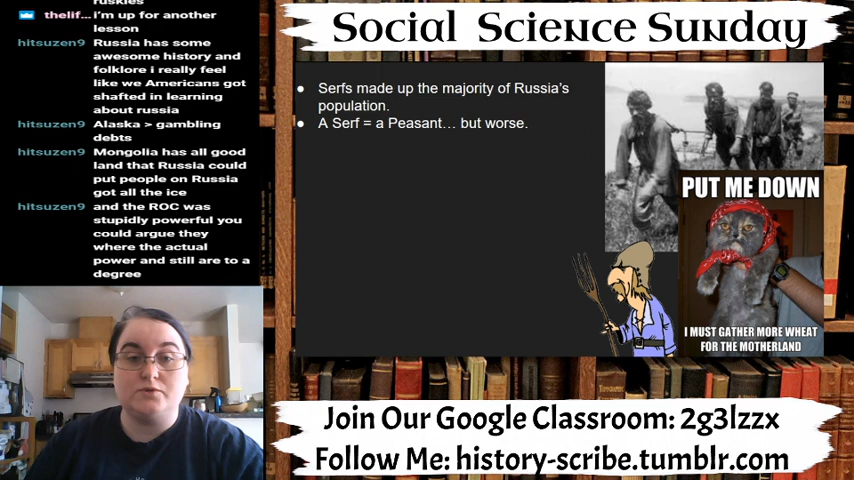 ruskies
thelif... I'm up for another
lesson
hitsuzen9 Russia has some
awesome history and
folklore i really feel
like we Americans got
shafted in learning
about russia
hitsuzen9 Alaska > gambling
debts
hitsuzen9 Mongolia has all good
land that Russia could
put people on Russia
got all the ice
hitsuzen9 and the ROC was
stupidly powerful you
could argue they
where the actual
power and still are to a
degree
Social Science Sunday
● Serfs made up the majority of Russia's
population.
● A Serf = a Peasant... but worse.
PUT ME DOWN
I MUST GATHER MORE WHEAT
FOR THE MOTHERLAND
Join Our Google Classroom: 2g3lzzx
Follow Me: history-scribe.tumblr.com